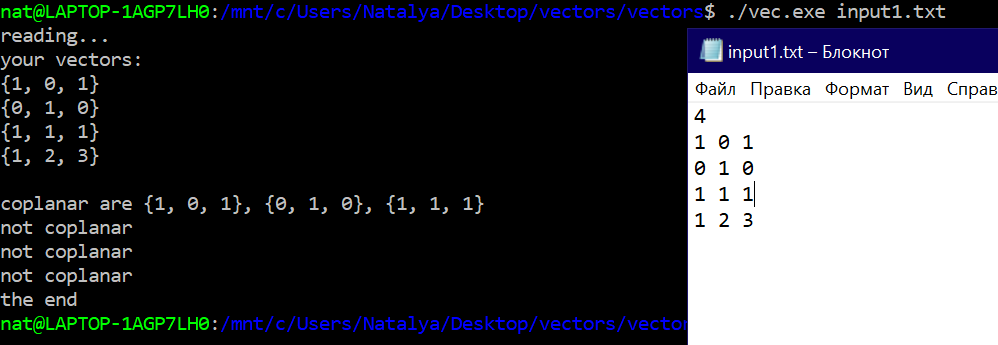 nat@LAPTOP-1AGP7LH0:/mnt/c/Users/Natalya/Desktop/vectors/vectors$ ./vec.exe input1.txt
reading...
your vectors:
{1, 0, 1}
{0, 1, 0}
{1, 1, 1}
{1, 2, 3}
coplanar are {1, 0, 1}, {0, 1, 0}, {1, 1, 1}
not coplanar
not coplanar
not coplanar
the end
nat@LAPTOP-1AGP7LH0:/mnt/c/Users/Natalya/Desktop/vectors/vector
input1.txt – Блокнот
Файл Правка Формат Вид Справ
4
1 0 1
0 1 0
1 1 1
1 2 3